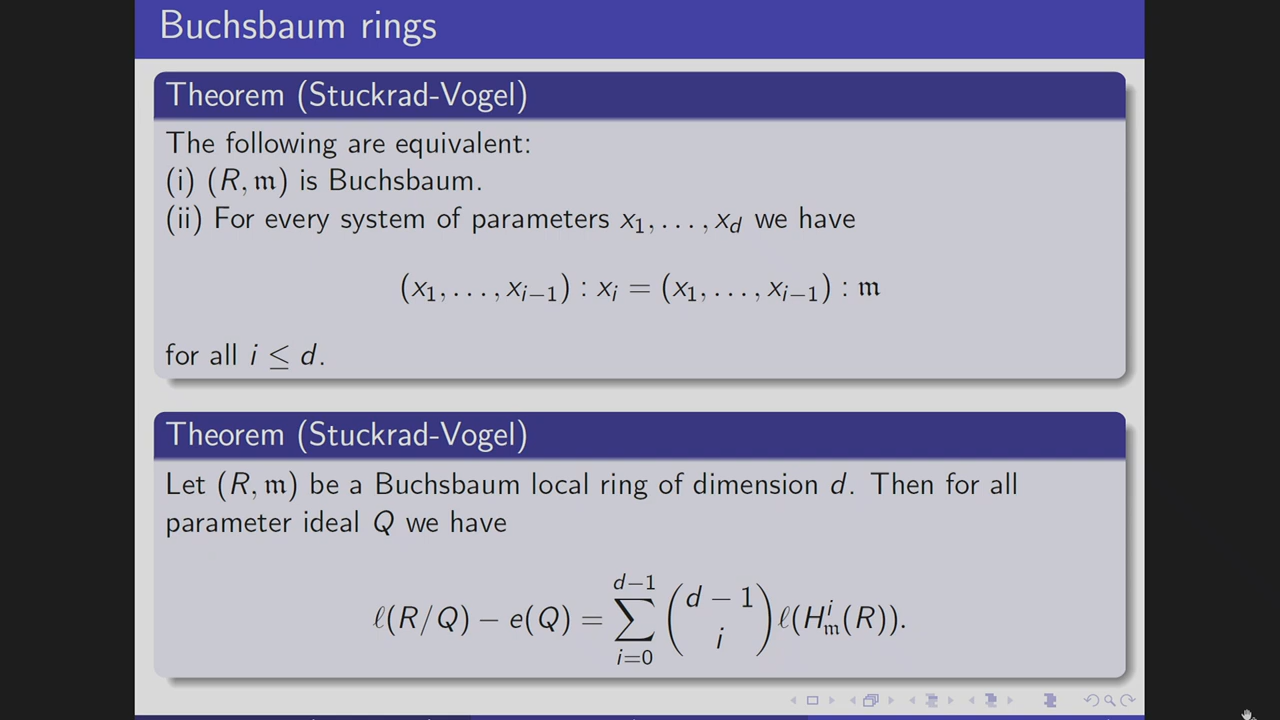 Buchsbaum rings
Theorem (Stuckrad-Vogel)
The following are equivalent:
(i) (R, 𝔪) is Buchsbaum.
(ii) For every system of parameters x₁, . . . , x_d we have
(x₁, . . . , x_{i−1}) : x_i = (x₁, . . . , x_{i−1}) : 𝔪
for all i ≤ d.
Theorem (Stuckrad-Vogel)
Let (R, 𝔪) be a Buchsbaum local ring of dimension d. Then for all
parameter ideal Q we have
ℓ(R/Q) − e(Q) = \sum_{i=0}^{d−1} \binom{d − 1}{i} ℓ(H^i_𝔪(R)).